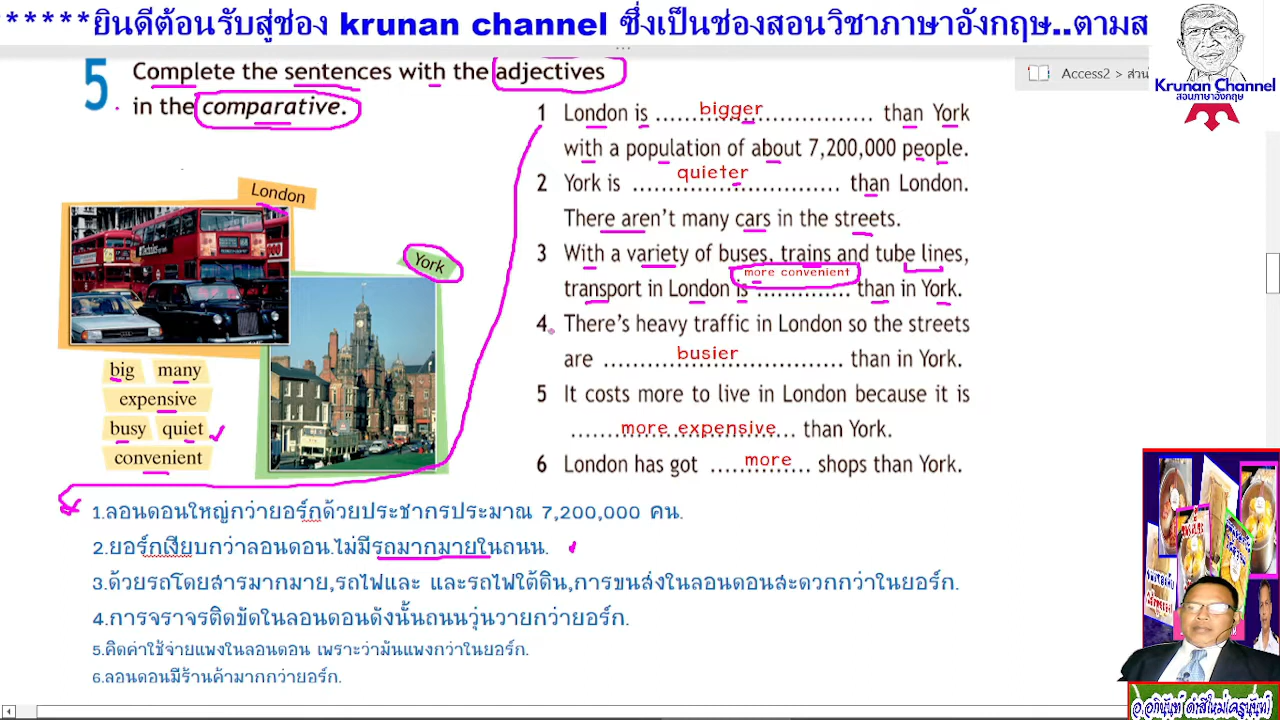 ******ยินดีต้อนรับสู่ช่อง krunan channel ซึ่งเป็นช่องสอนวิชาภาษาอังกฤษ..ตามส
Access2 > ส่วน
Krunan Channel
สอนภาษาอังกฤษ
5 Complete the sentences with the adjectives
in the comparative.
London
York
big many
expensive
busy quiet
convenient
1 London is ......bigger...... than York
with a population of about 7,200,000 people.
2 York is ......quieter...... than London.
There aren't many cars in the streets.
3 With a variety of buses, trains and tube lines,
transport in London is ...more convenient... than in York.
4 There's heavy traffic in London so the streets
are ......busier...... than in York.
5 It costs more to live in London because it is
......more expensive... than York.
6 London has got ...more... shops than York.
1.ลอนดอนใหญ่กว่ายอร์กด้วยประชากรประมาณ 7,200,000 คน.
2.ยอร์กเงียบกว่าลอนดอน.ไม่มีรถมากมายในถนน.
3.ด้วยรถโดยสารมากมาย,รถไฟและ และรถไฟใต้ดิน,การขนส่งในลอนดอนสะดวกกว่าในยอร์ก.
4.การจราจรติดขัดในลอนดอนดังนั้นถนนวุ่นวายกว่ายอร์ก.
5.คิดค่าใช้จ่ายแพงในลอนดอน เพราะว่ามันแพงกว่าในยอร์ก.
6.ลอนดอนมีร้านค้ามากกว่ายอร์ก.